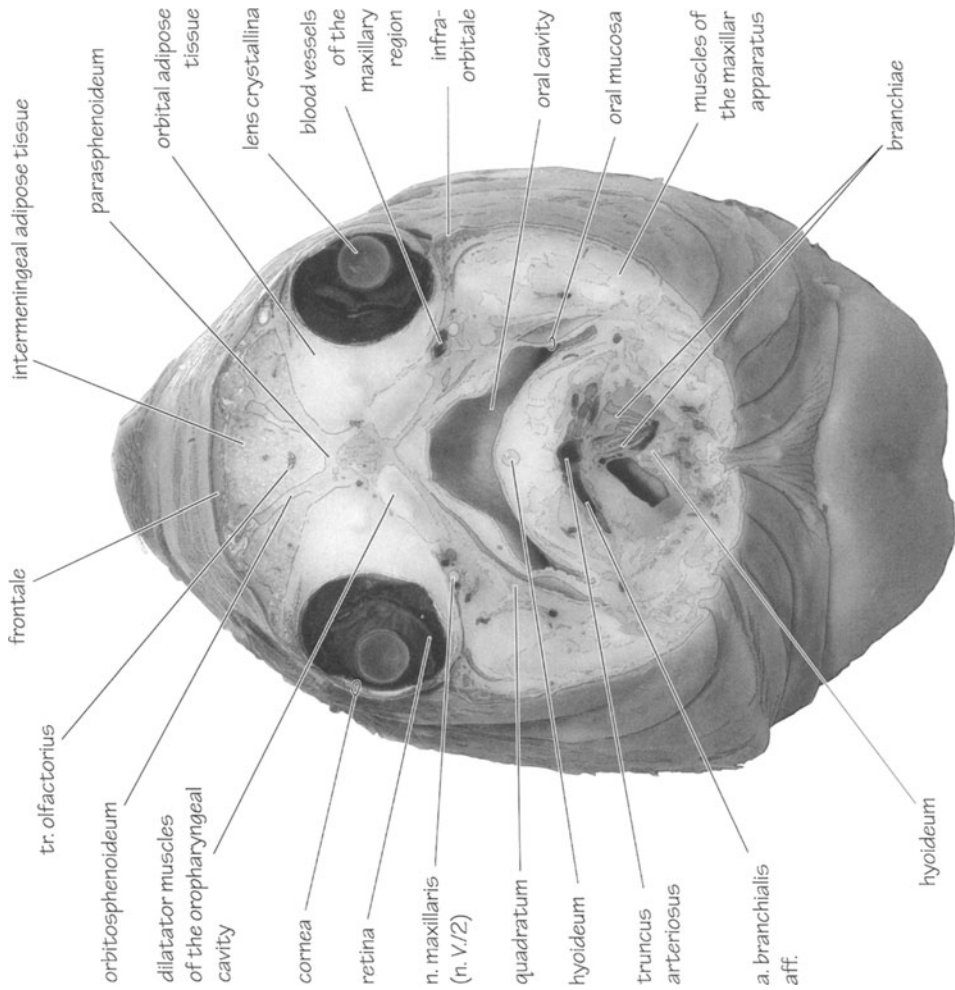 intermeningeal adipose tissue
parasphenoideum
orbital adipose
tissue
lens crystallina
blood vessels
of the
maxillary
region
infra-
orbitale
oral cavity
oral mucosa
muscles of
the maxillar
apparatus
branchiae
frontale
tr. olfactorius
orbitosphenoideum
dilatator muscles
of the oropharyngeal
cavity
cornea
retina
n. maxillaris
(n. V./2)
quadratum
hyoideum
truncus
arteriosus
a. branchialis
aff.
hyoideum